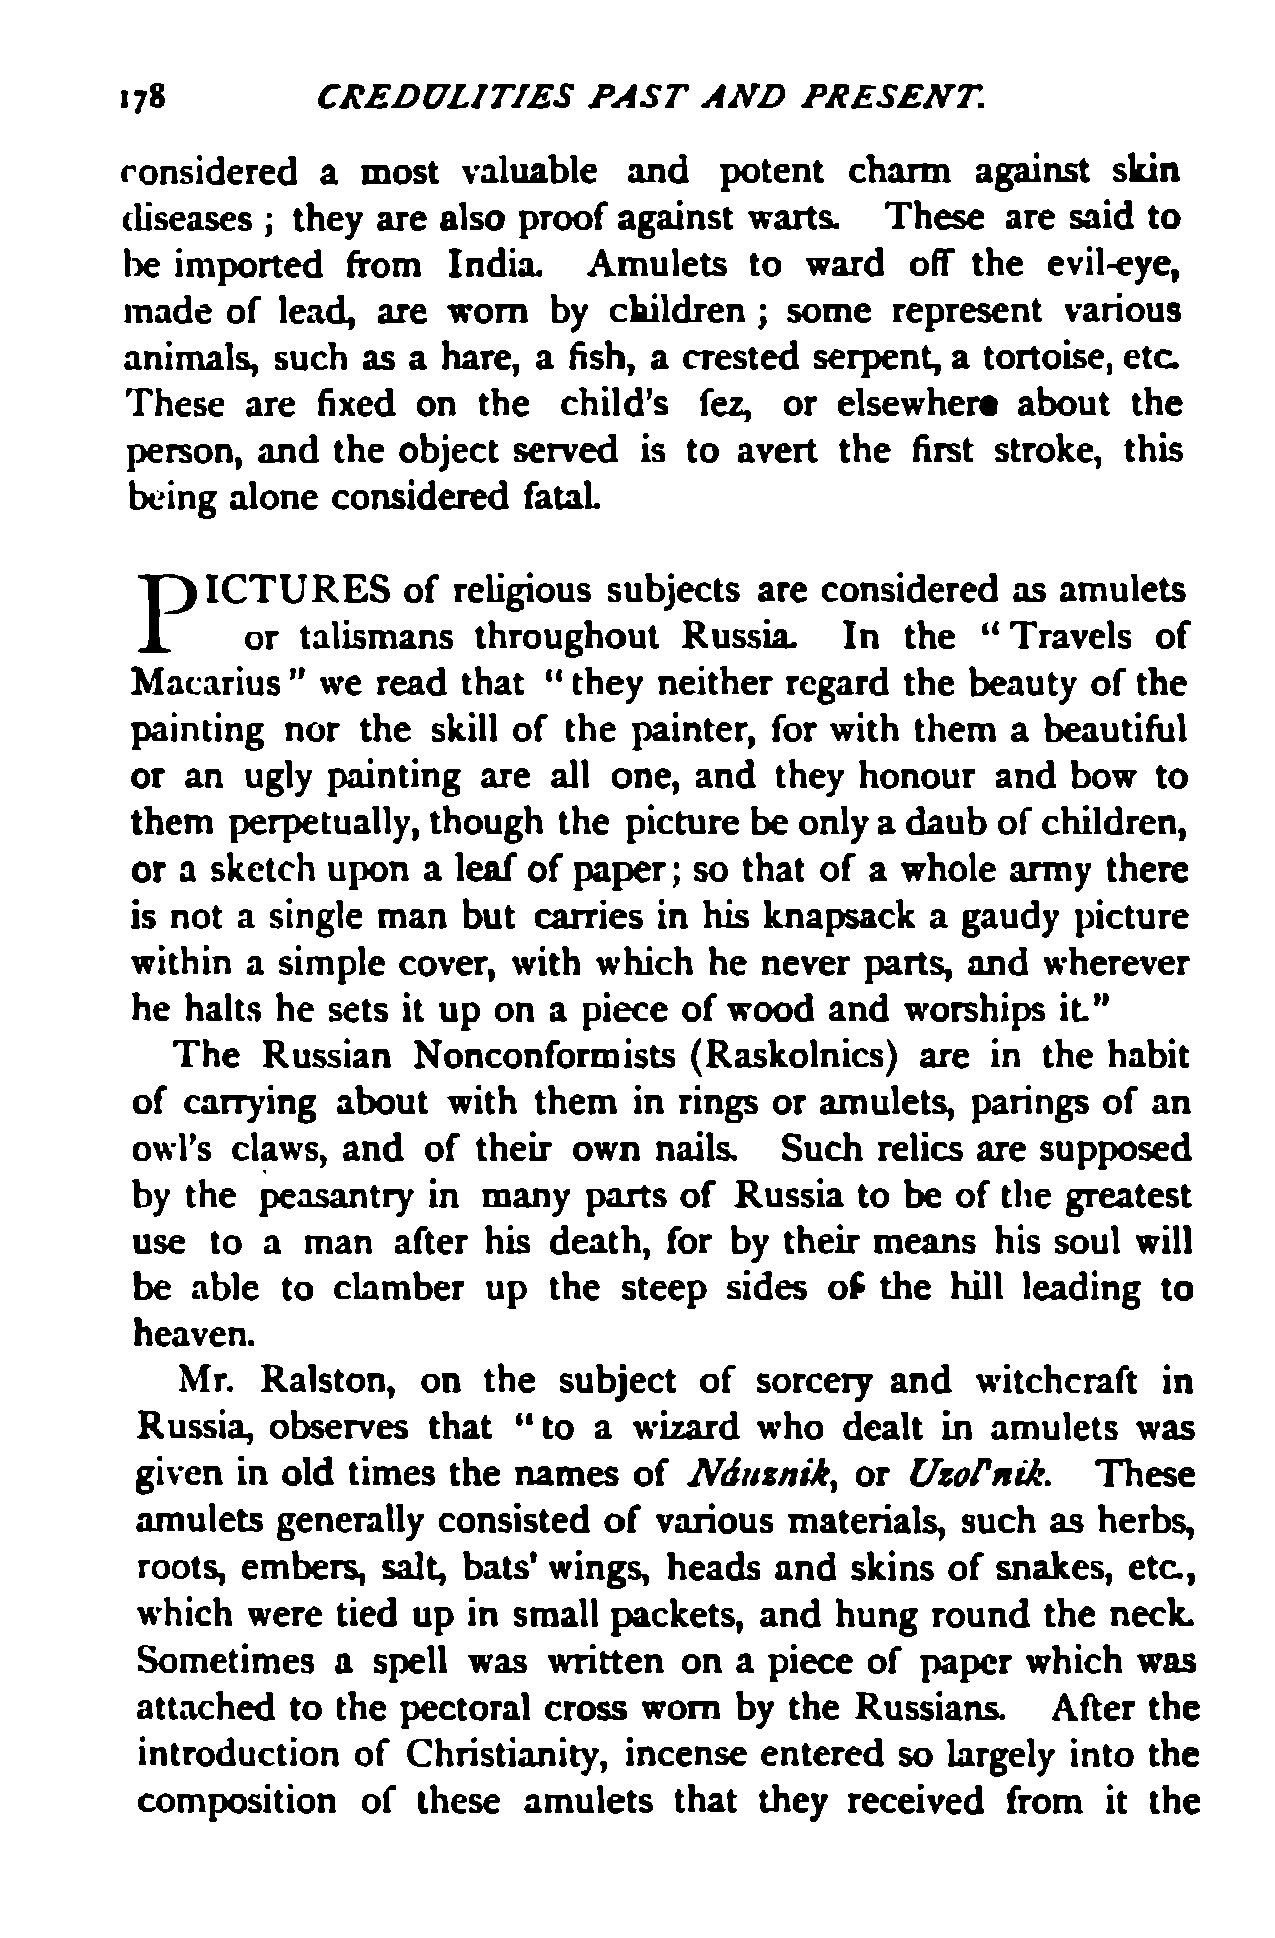 178 CREDULITIES PAST AND PRESENT.
considered a most valuable and potent charm against skin
diseases ; they are also proof against warts. These are said to
be imported from India. Amulets to ward off the evil-eye,
made of lead, are worn by children ; some represent various
animals, such as a hare, a fish, a crested serpent, a tortoise, etc.
These are fixed on the child's fez, or elsewhere about the
person, and the object served is to avert the first stroke, this
being alone considered fatal.
PICTURES of religious subjects are considered as amulets
or talismans throughout Russia. In the “ Travels of
Macarius ” we read that “ they neither regard the beauty of the
painting nor the skill of the painter, for with them a beautiful
or an ugly painting are all one, and they honour and bow to
them perpetually, though the picture be only a daub of children,
or a sketch upon a leaf of paper ; so that of a whole army there
is not a single man but carries in his knapsack a gaudy picture
within a simple cover, with which he never parts, and wherever
he halts he sets it up on a piece of wood and worships it.”
The Russian Nonconformists (Raskolnics) are in the habit
of carrying about with them in rings or amulets, parings of an
owl's claws, and of their own nails. Such relics are supposed
by the peasantry in many parts of Russia to be of the greatest
use to a man after his death, for by their means his soul will
be able to clamber up the steep sides of the hill leading to
heaven.
Mr. Ralston, on the subject of sorcery and witchcraft in
Russia, observes that “ to a wizard who dealt in amulets was
given in old times the names of Náuznik, or Uzol'nik. These
amulets generally consisted of various materials, such as herbs,
roots, embers, salt, bats' wings, heads and skins of snakes, etc.,
which were tied up in small packets, and hung round the neck.
Sometimes a spell was written on a piece of paper which was
attached to the pectoral cross worn by the Russians. After the
introduction of Christianity, incense entered so largely into the
composition of these amulets that they received from it the